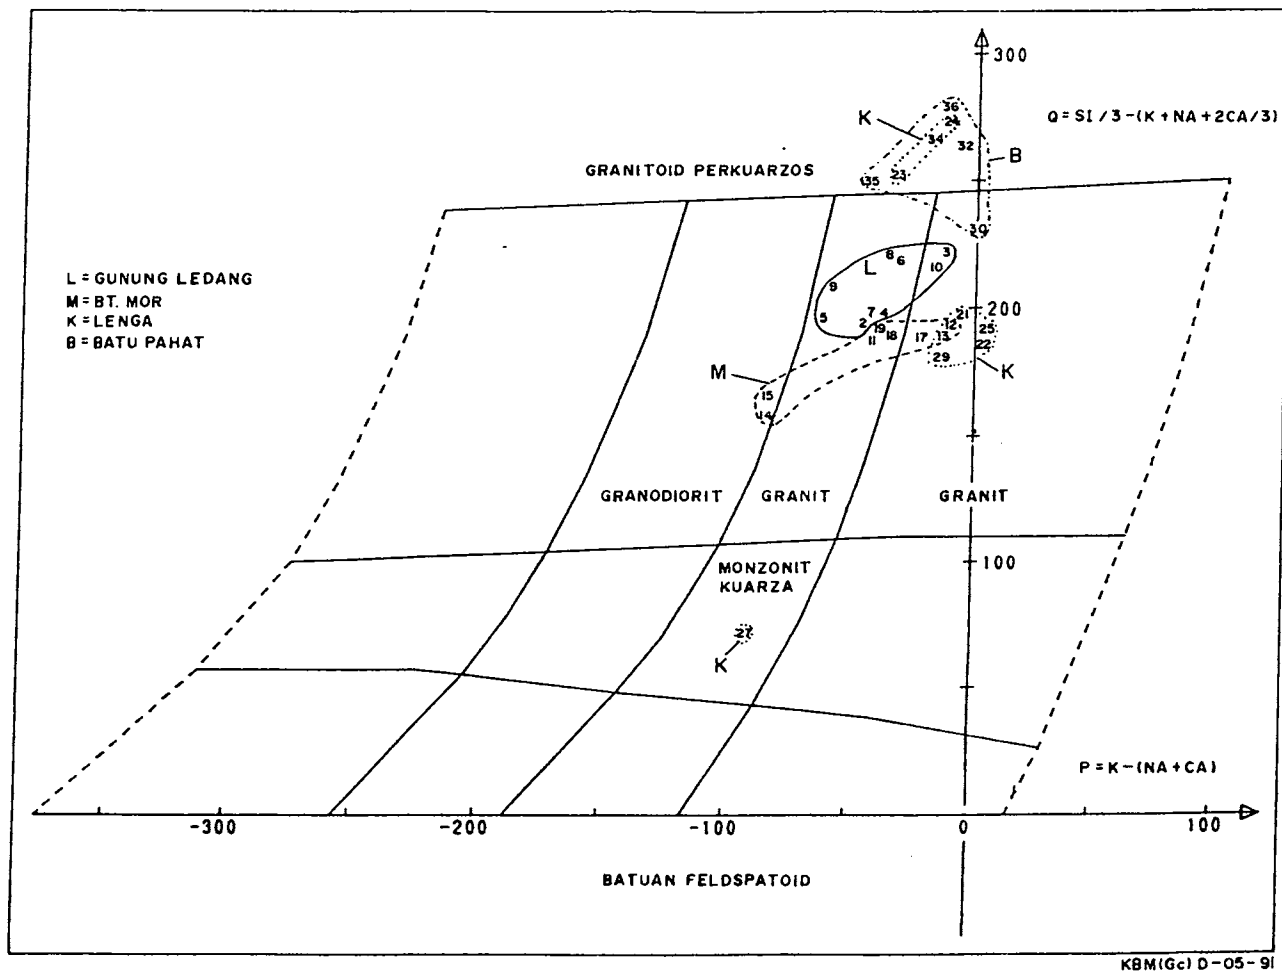 300
K
36
24
Q = SI/3-(K+NA+2CA/3)
34
32
B
GRANITOID PERKUARZOS
35
23
30
L = GUNUNG LEDANG
M = BT. MOR
K = LENGA
B = BATU PAHAT
8
6
3
L
10
9
5
7
4
200
21
2
19
12
25
11
18
17
13
22
29
M
K
15
14
GRANODIORIT
GRANIT
GRANIT
MONZONIT
KUARZA
100
27
K
P = K-(NA+CA)
-300
-200
-100
0
100
BATUAN FELDSPATOID
KBM(Gc) D-05-91